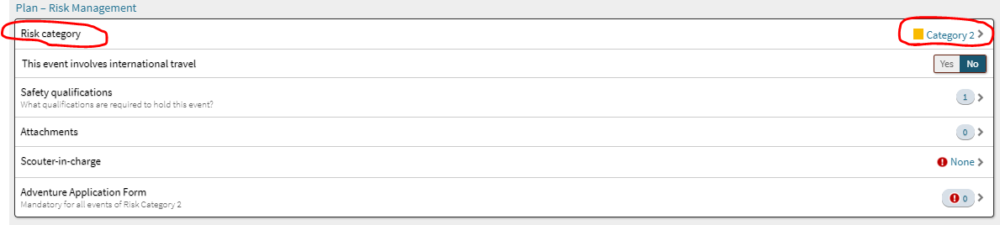 Plan – Risk Management
Risk category
Category 2
This event involves international travel
Yes No
Safety qualifications
What qualifications are required to hold this event?
1
Attachments
0
Scouter-in-charge
None
Adventure Application Form
Mandatory for all events of Risk Category 2
0